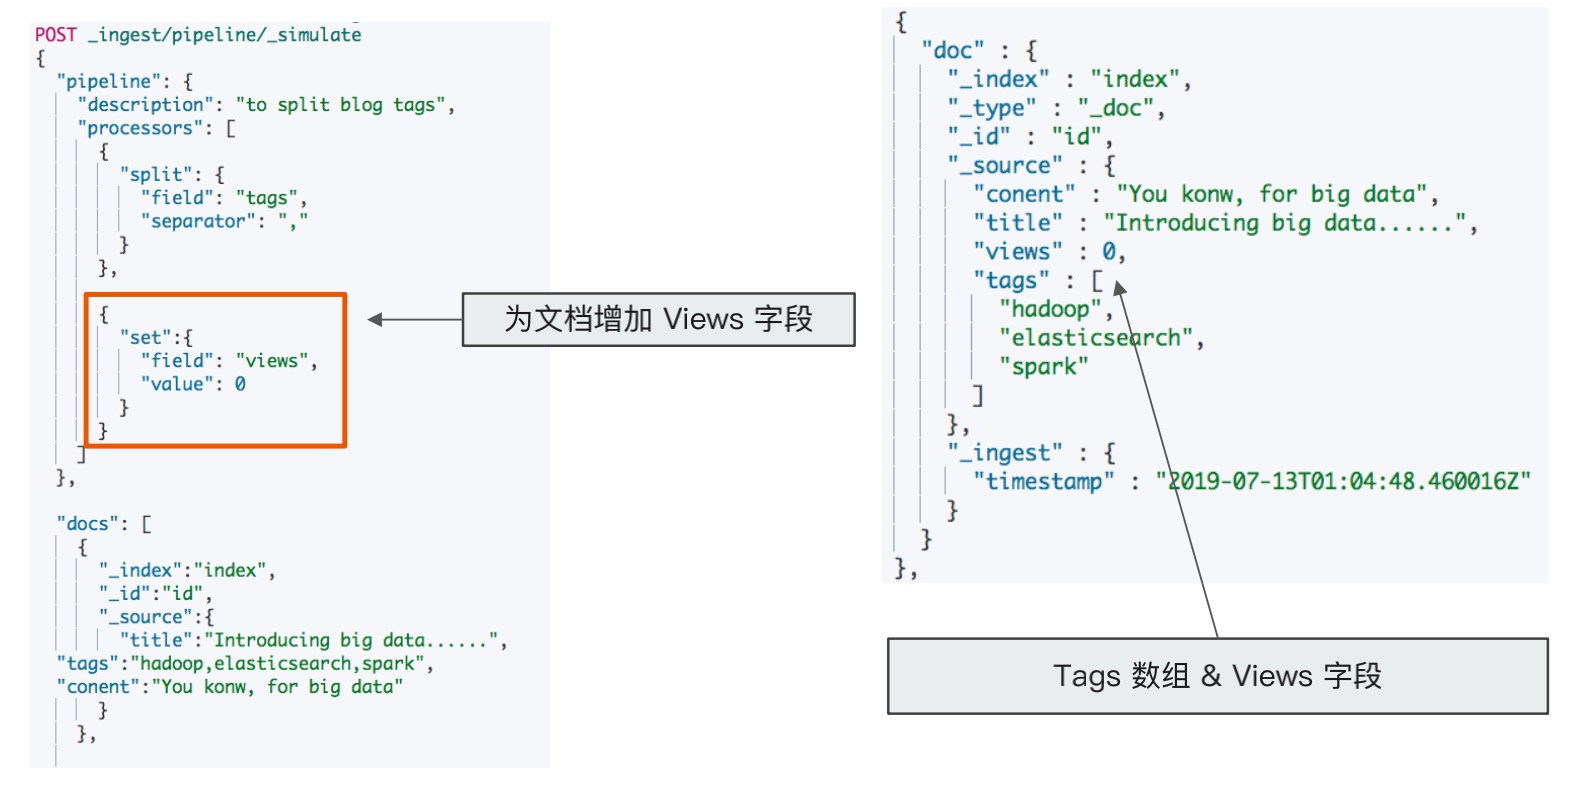 POST _ingest/pipeline/_simulate
{
"pipeline": {
"description": "to split blog tags",
"processors": [
{
"split": {
"field": "tags",
"separator": ","
}
},
{
"set":{
"field": "views",
"value": 0
}
}
]
},
"docs": [
{
"_index":"index",
"_id":"id",
"_source":{
"title":"Introducing big data......",
"tags":"hadoop,elasticsearch,spark",
"conent":"You konw, for big data"
}
},
为文档增加 Views 字段
{
"doc" : {
"_index" : "index",
"_type" : "_doc",
"_id" : "id",
"_source" : {
"conent" : "You konw, for big data",
"title" : "Introducing big data......",
"views" : 0,
"tags" : [
"hadoop",
"elasticsearch",
"spark"
]
},
"_ingest" : {
"timestamp" : "2019-07-13T01:04:48.460016Z"
}
}
},
Tags 数组 & Views 字段